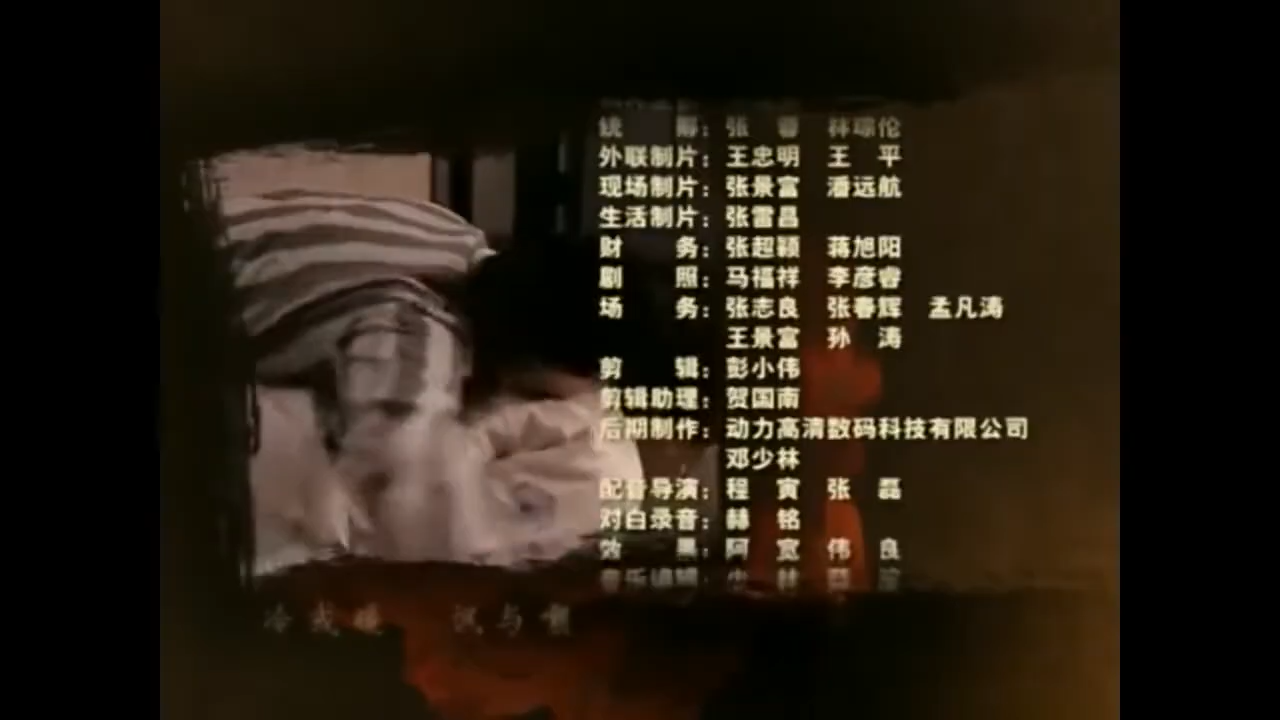 外联制片：王忠明　王　平
现场制片：张景富　潘远航
生活制片：张雷昌
财　　务：张超颖　蒋旭阳
剧　　照：马福祥　李彦睿
场　　务：张志良　张春辉　孟凡涛
王景富　孙　涛
剪　　辑：彭小伟
剪辑助理：贺国南
后期制作：动力高清数码科技有限公司
邓少林
配音导演：程　寅　张　磊
对白录音：赫　铭
效　　果：阿　宽　伟　良
冷或暖